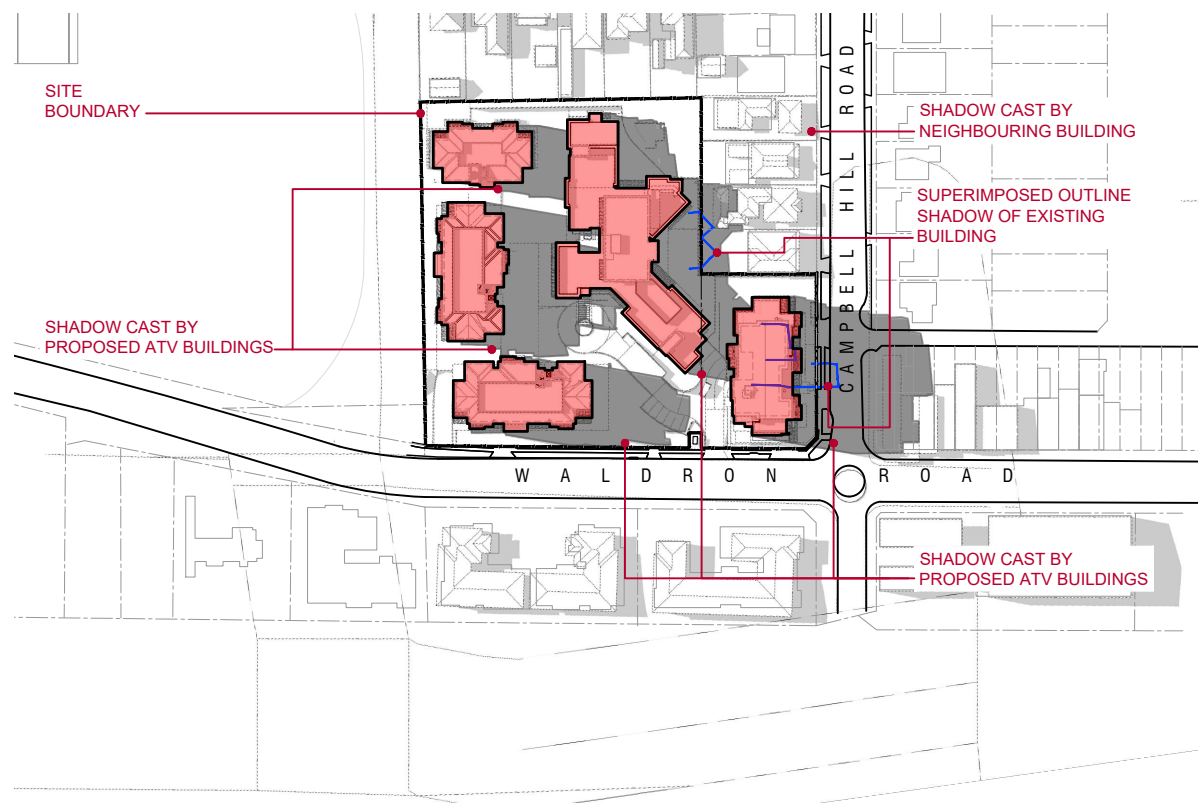 SITE
BOUNDARY
SHADOW CAST BY
NEIGHBOURING BUILDING
SUPERIMPOSED OUTLINE
SHADOW OF EXISTING
BUILDING
SHADOW CAST BY
PROPOSED ATV BUILDINGS
CAMPBELL HILL ROAD
WALDRON ROAD
SHADOW CAST BY
PROPOSED ATV BUILDINGS